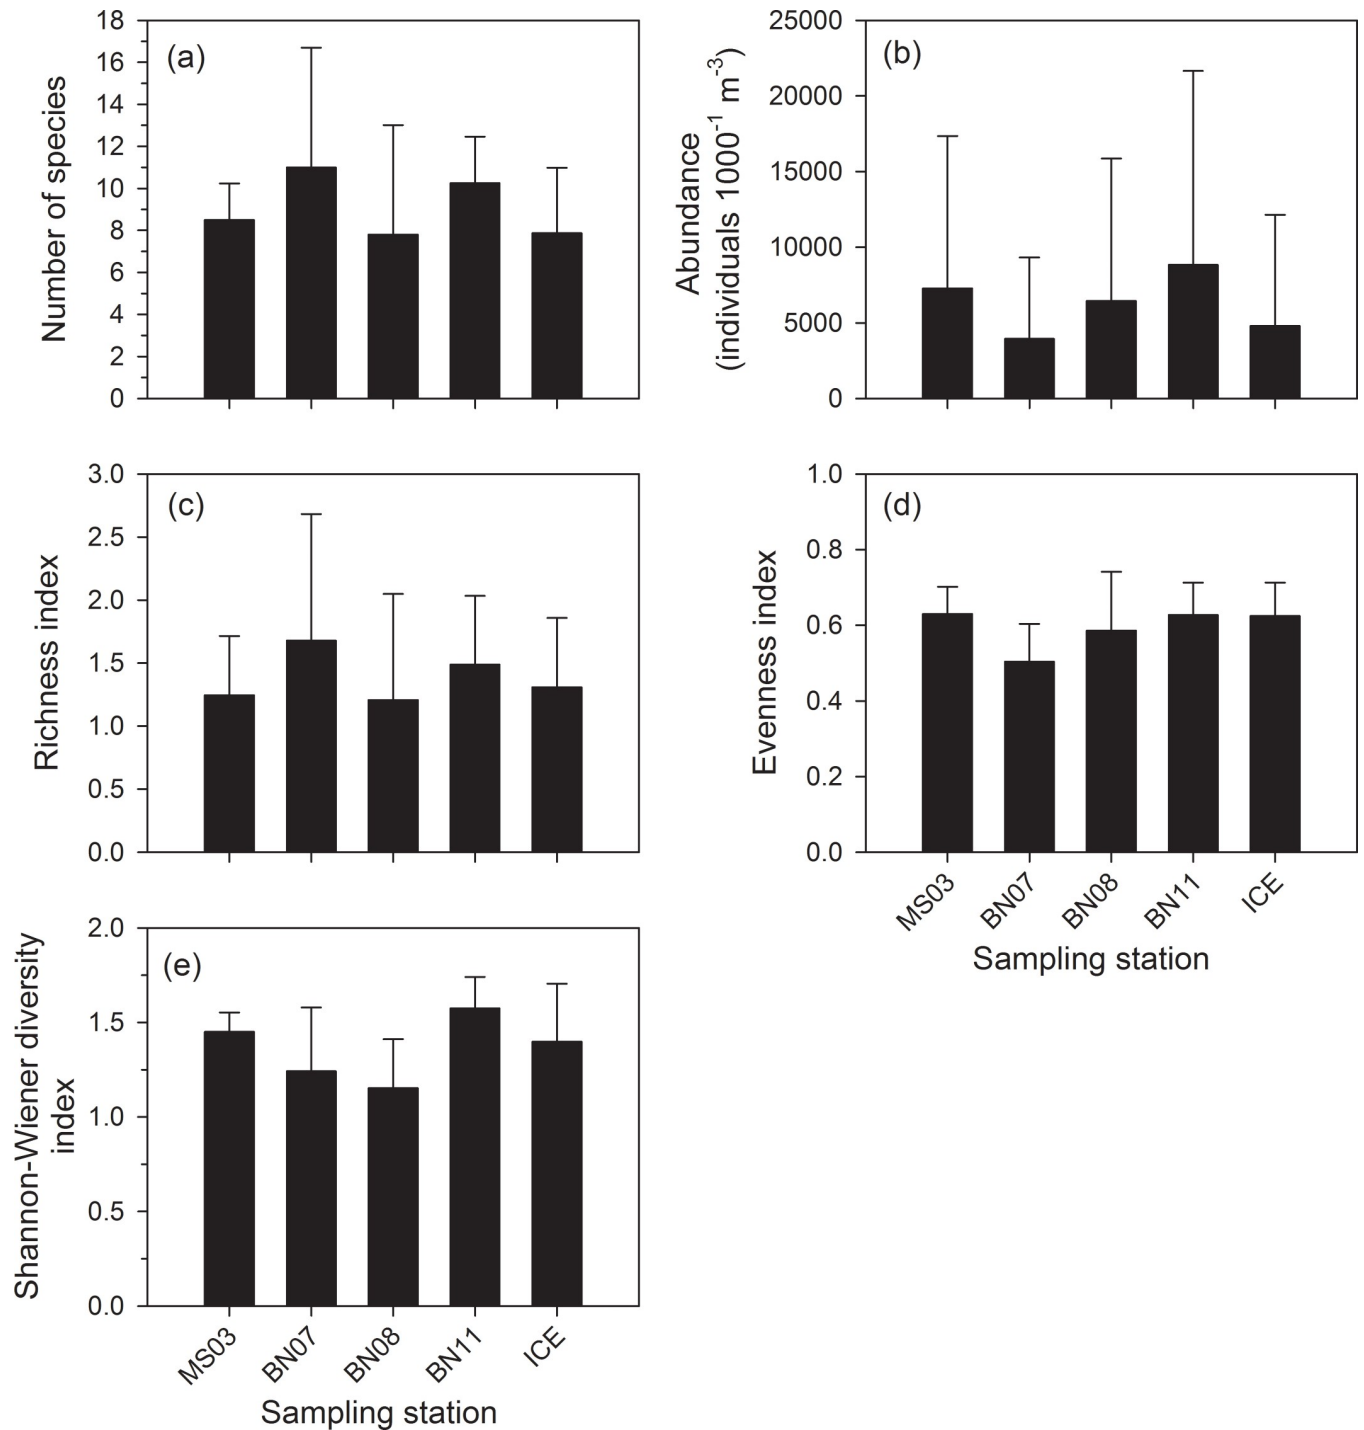 (a)
Number of species
18
16
14
12
10
8
6
4
2
0
(b)
Abundance
(individuals 1000⁻¹ m⁻³)
25000
20000
15000
10000
5000
0
(c)
Richness index
3.0
2.5
2.0
1.5
1.0
0.5
0.0
(d)
Evenness index
1.0
0.8
0.6
0.4
0.2
0.0
MS03
BN07
BN08
BN11
ICE
Sampling station
(e)
Shannon-Wiener diversity
index
2.0
1.5
1.0
0.5
0.0
MS03
BN07
BN08
BN11
ICE
Sampling station